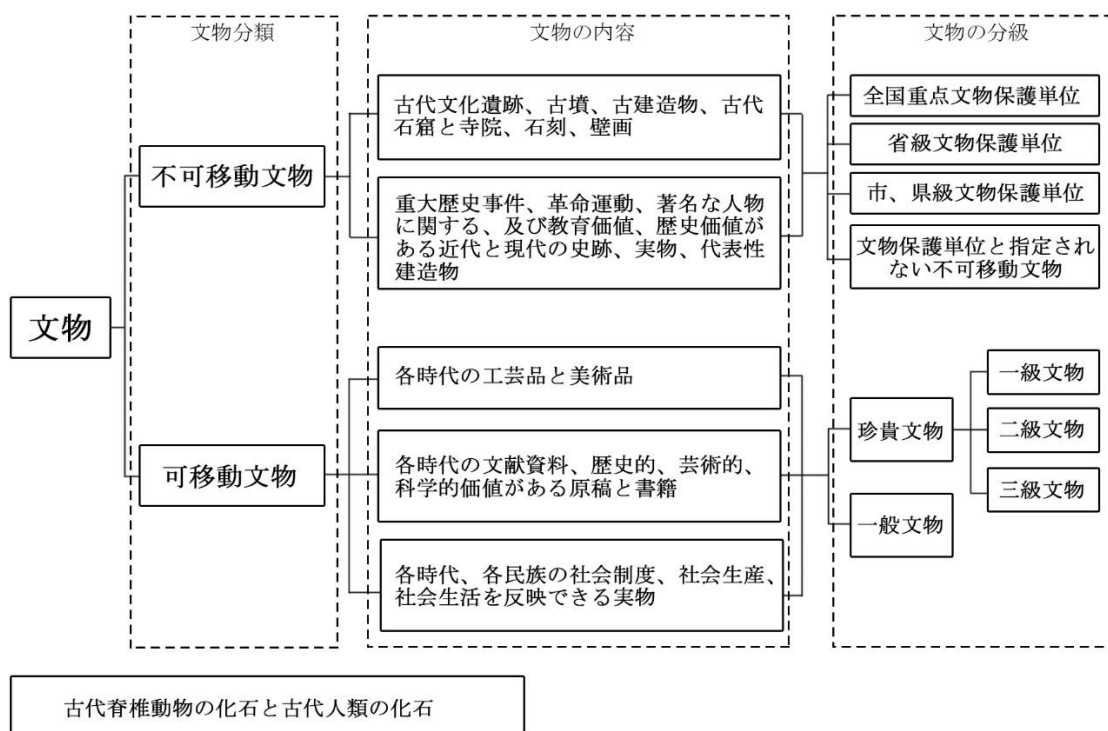 文物分類
文物の内容
文物の分級
文物
不可移動文物
古代文化遺跡、古墳、古建造物、古代
石窟と寺院、石刻、壁画
重大歴史事件、革命運動、著名な人物
に関する、及び教育価値、歴史価値が
ある近代と現代の史跡、実物、代表性
建造物
全国重点文物保護単位
省級文物保護単位
市、県級文物保護単位
文物保護単位と指定され
ない不可移動文物
可移動文物
各時代の工芸品と美術品
各時代の文献資料、歴史的、芸術的、
科学的価値がある原稿と書籍
各時代、各民族の社会制度、社会生産、
社会生活を反映できる実物
珍貴文物
一級文物
二級文物
三級文物
一般文物
古代脊椎動物の化石と古代人類の化石